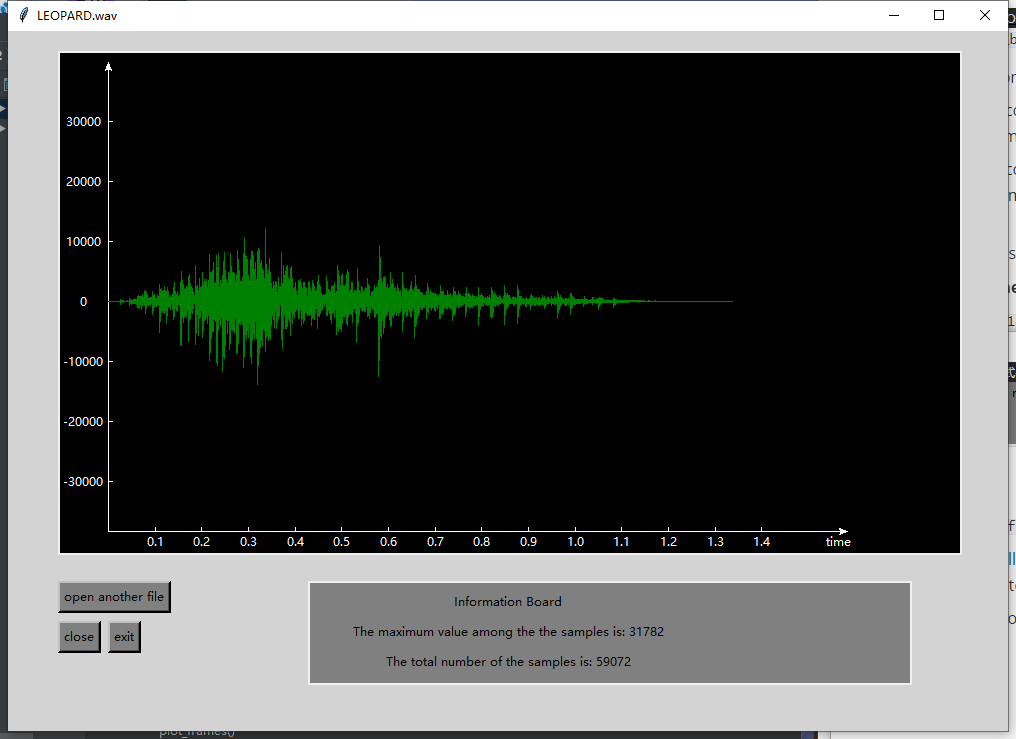 LEOPARD.wav
30000
20000
10000
0
-10000
-20000
-30000
0.1 0.2 0.3 0.4 0.5 0.6 0.7 0.8 0.9 1.0 1.1 1.2 1.3 1.4 time
open another file
close exit
Information Board
The maximum value among the the samples is: 31782
The total number of the samples is: 59072
plot_frames()